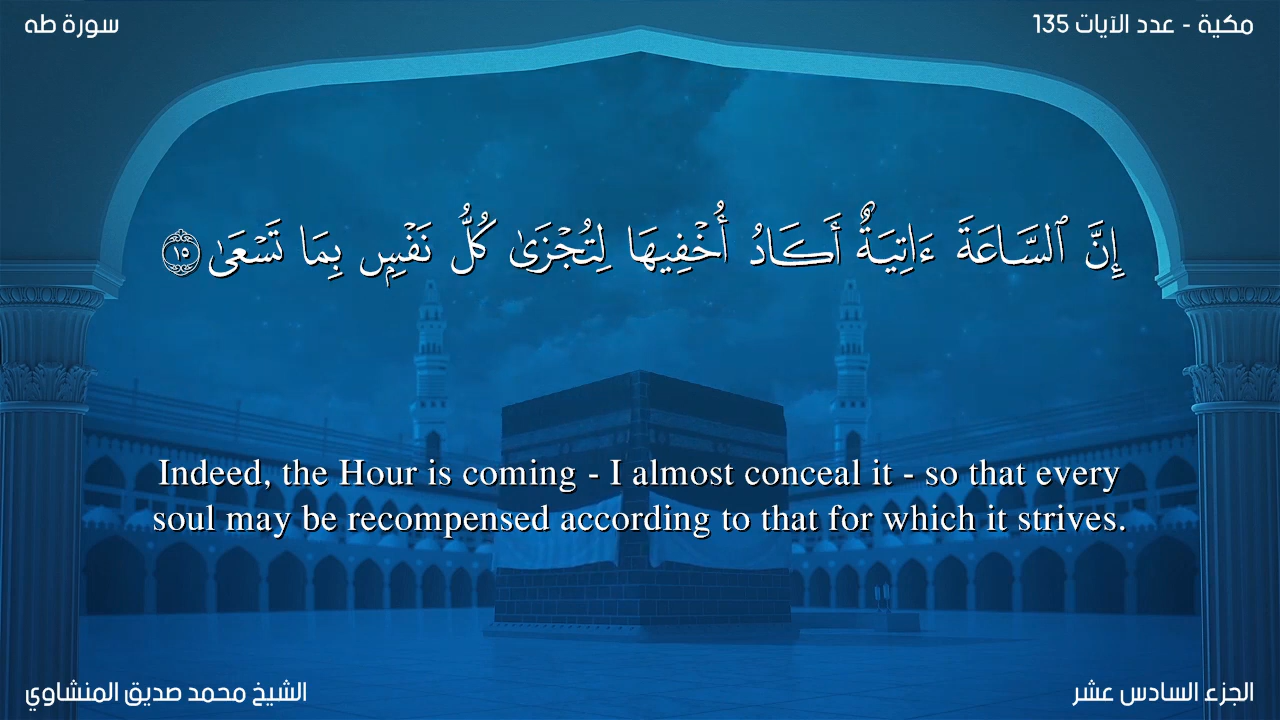 سورة طه
مكية - عدد الآيات 135
إِنَّ ٱلسَّاعَةَ ءَاتِيَةٌ أَكَادُ أُخْفِيهَا لِتُجْزَىٰ كُلُّ نَفْسٍۭ بِمَا تَسْعَىٰ ١٥
Indeed, the Hour is coming - I almost conceal it - so that every
soul may be recompensed according to that for which it strives.
الشيخ محمد صديق المنشاوي
الجزء السادس عشر